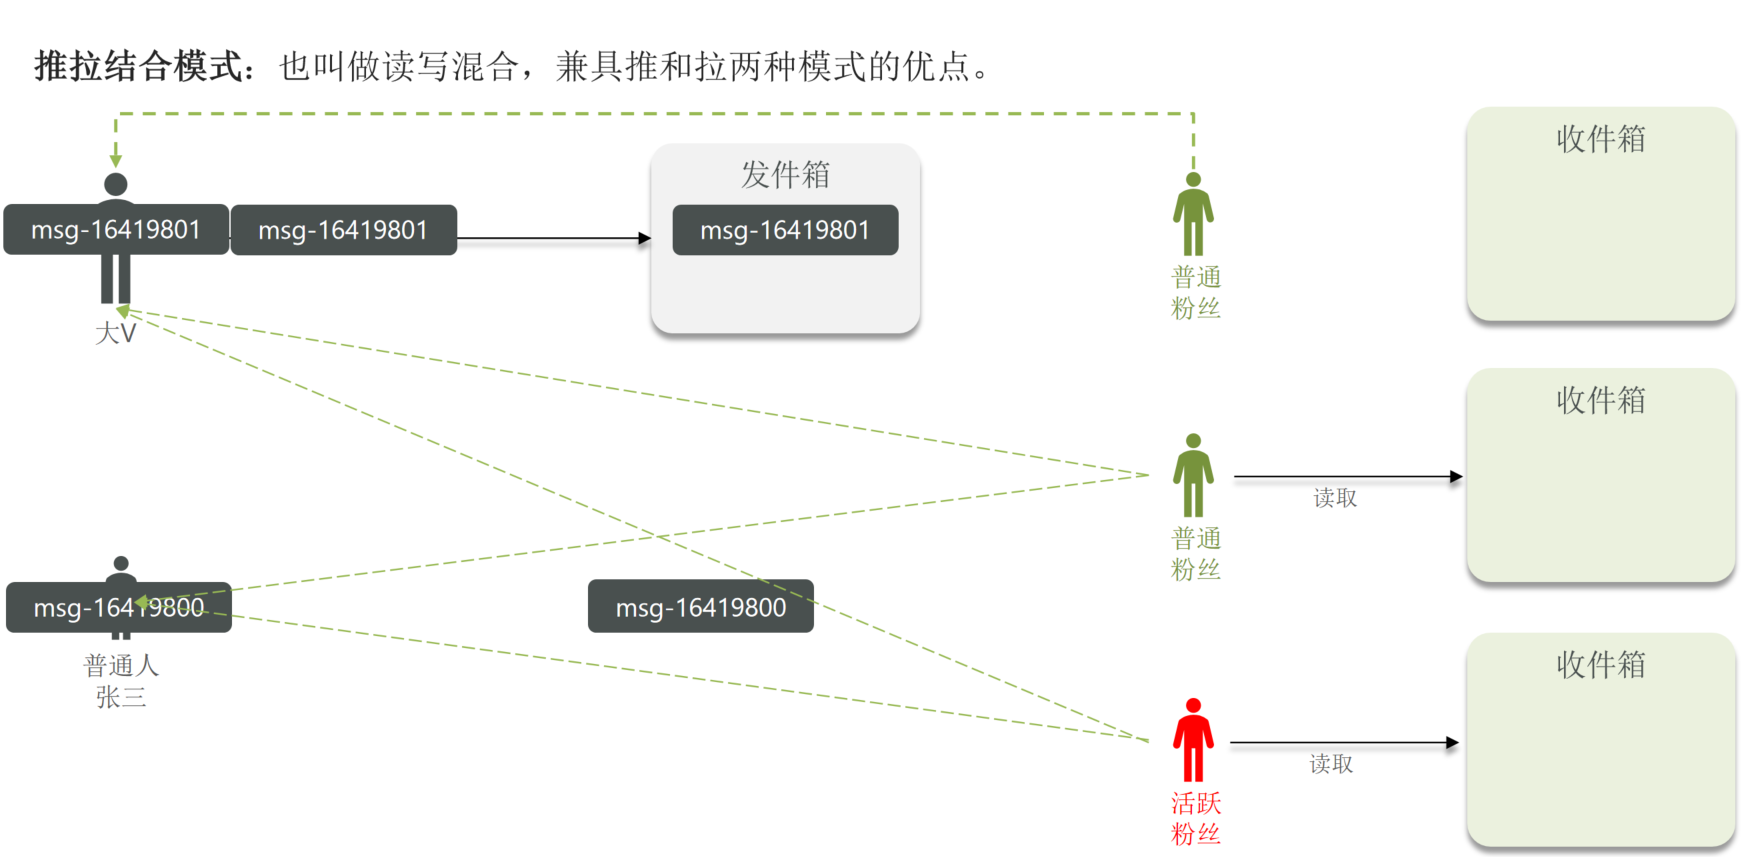 推拉结合模式：也叫做读写混合，兼具推和拉两种模式的优点。
发件箱
收件箱
msg-16419801
msg-16419801
msg-16419801
普通
粉丝
大V
收件箱
读取
普通
粉丝
msg-16419800
msg-16419800
普通人
张三
收件箱
读取
活跃
粉丝